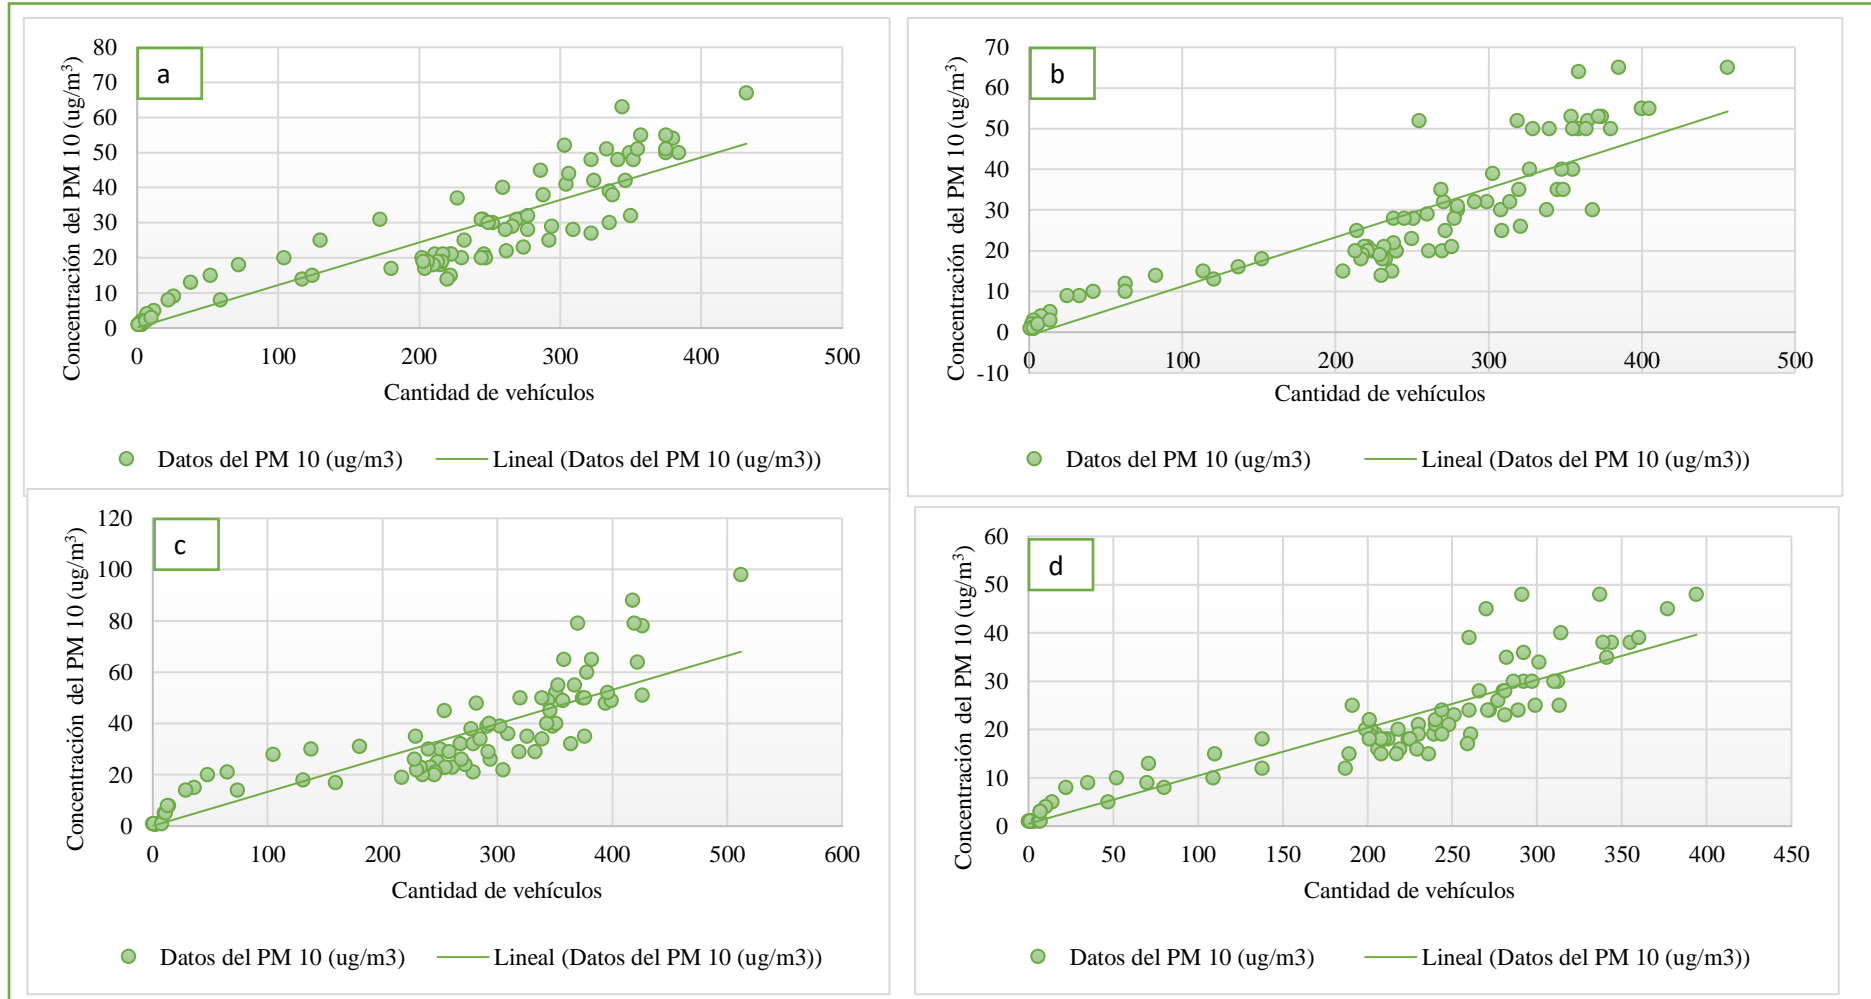 a
Concentración del PM 10 (ug/m³)
80
70
60
50
40
30
20
10
0
0 100 200 300 400 500
Cantidad de vehículos
Datos del PM 10 (ug/m3) Lineal (Datos del PM 10 (ug/m3))
b
Concentración del PM 10 (ug/m³)
70
60
50
40
30
20
10
0
-10
0 100 200 300 400 500
Cantidad de vehículos
Datos del PM 10 (ug/m3) Lineal (Datos del PM 10 (ug/m3))
c
Concentración del PM 10 (ug/m³)
120
100
80
60
40
20
0
0 100 200 300 400 500 600
Cantidad de vehículos
Datos del PM 10 (ug/m3) Lineal (Datos del PM 10 (ug/m3))
d
Concentración del PM 10 (ug/m³)
60
50
40
30
20
10
0
0 50 100 150 200 250 300 350 400 450
Cantidad de vehículos
Datos del PM 10 (ug/m3) Lineal (Datos del PM 10 (ug/m3))